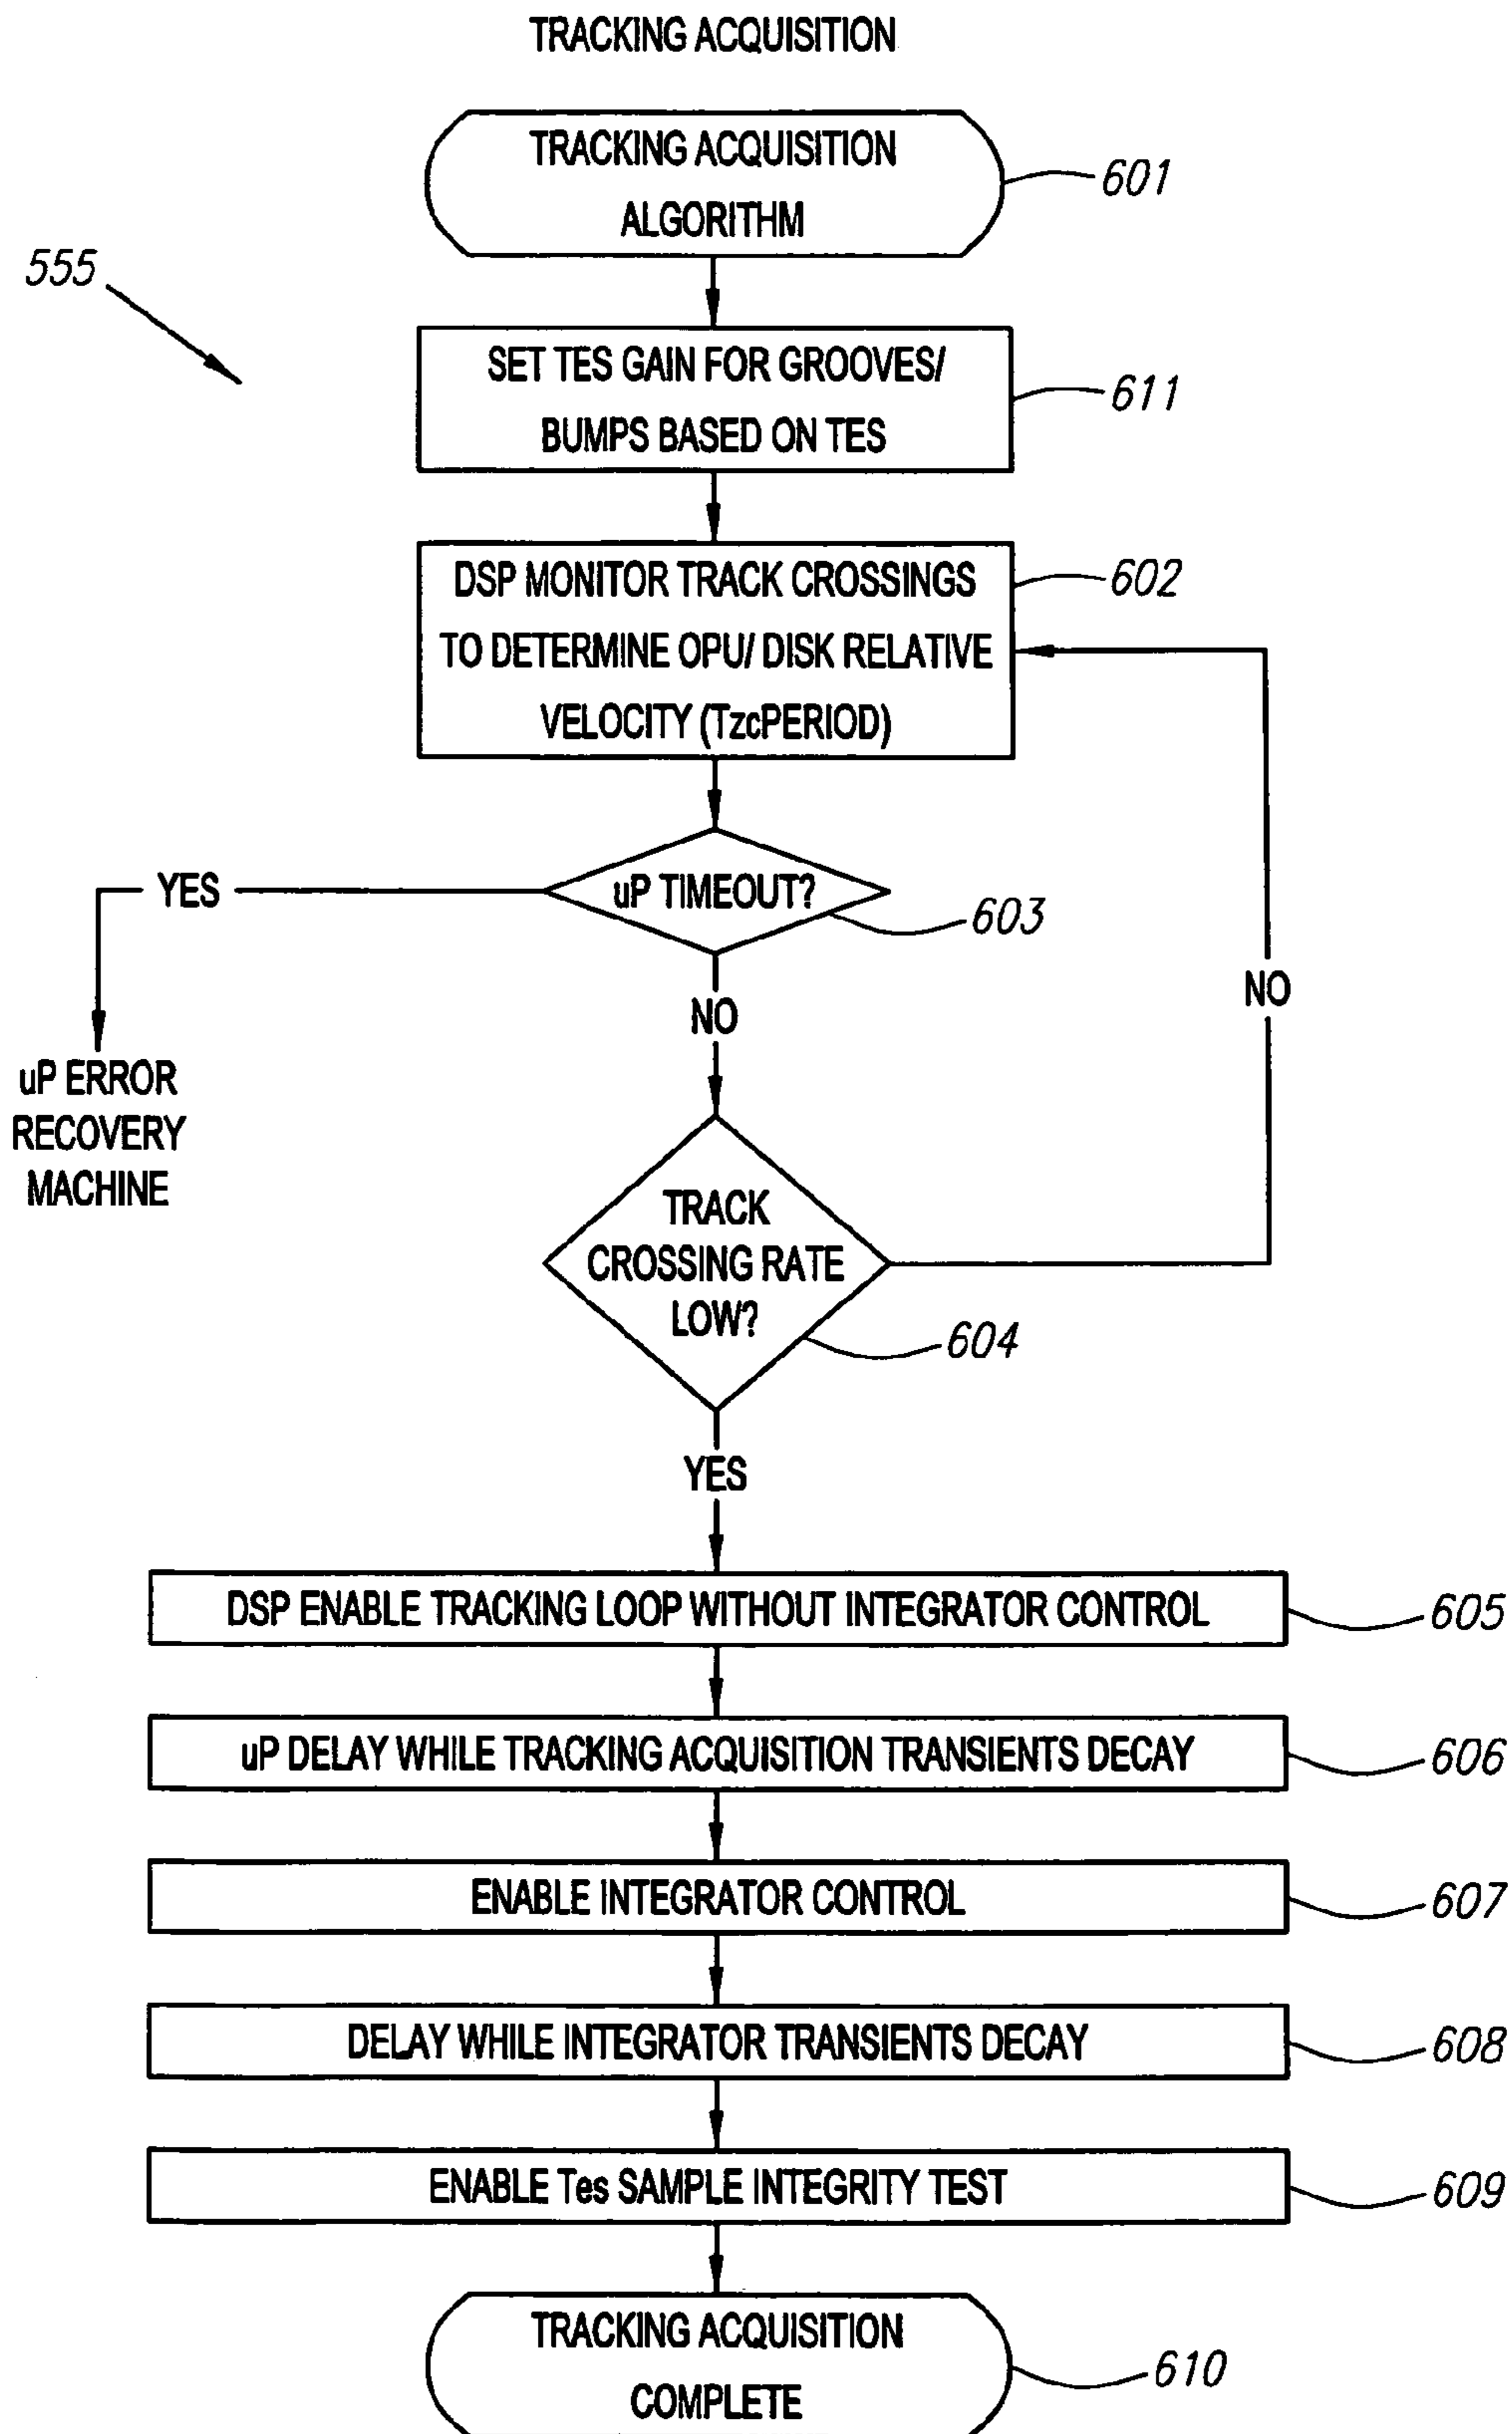 TRACKING ACQUISITION
TRACKING ACQUISITION
ALGORITHM
601
555
SET TES GAIN FOR GROOVES/
BUMPS BASED ON TES
611
DSP MONITOR TRACK CROSSINGS
TO DETERMINE OPU/ DISK RELATIVE
VELOCITY (TzcPERIOD)
602
YES
uP TIMEOUT?
603
NO
NO
uP ERROR
RECOVERY
MACHINE
TRACK
CROSSING RATE
LOW?
604
YES
DSP ENABLE TRACKING LOOP WITHOUT INTEGRATOR CONTROL
605
uP DELAY WHILE TRACKING ACQUISITION TRANSIENTS DECAY
606
ENABLE INTEGRATOR CONTROL
607
DELAY WHILE INTEGRATOR TRANSIENTS DECAY
608
ENABLE Tes SAMPLE INTEGRITY TEST
609
TRACKING ACQUISITION
COMPLETE
610